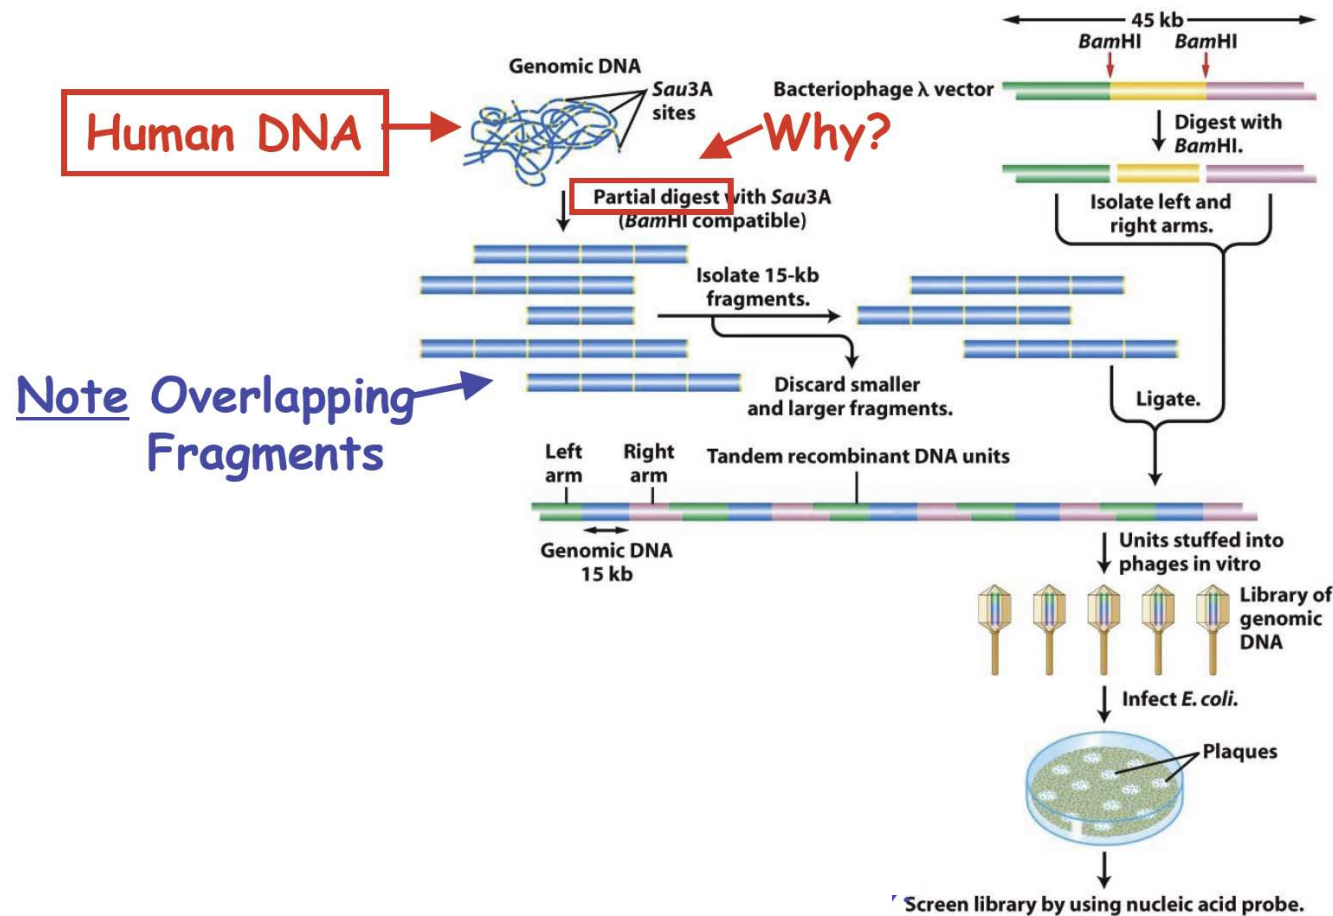 45 kb
BamHI BamHI
Genomic DNA
Sau3A
sites
Bacteriophage λ vector
Human DNA
Why?
Digest with
BamHI.
Partial digest with Sau3A
(BamHI compatible)
Isolate left and
right arms.
Isolate 15-kb
fragments.
Note Overlapping
Fragments
Discard smaller
and larger fragments.
Ligate.
Left
arm
Right
arm
Tandem recombinant DNA units
Genomic DNA
15 kb
Units stuffed into
phages in vitro
Library of
genomic
DNA
Infect E. coli.
Plaques
Screen library by using nucleic acid probe.